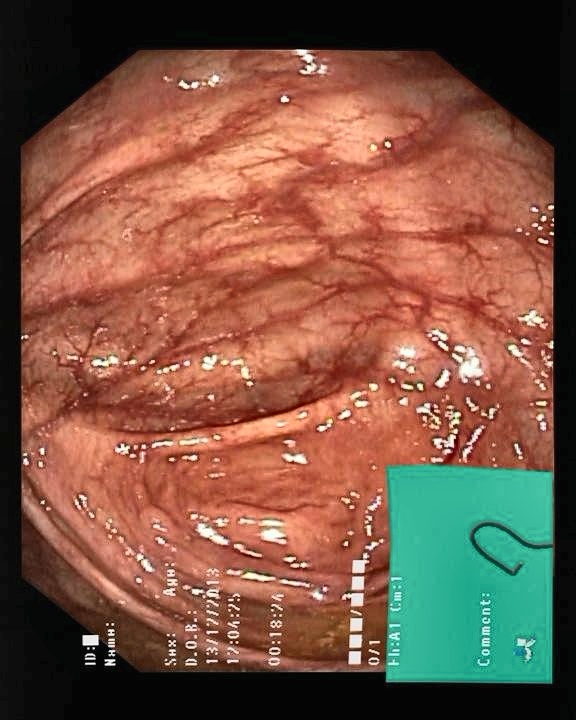 ID:
Name:
Sex: Age:
D.O.B.:
13/12/2013
12:04:25
00:18:24
0/1
Eh:A1 Cm:1
Comment: